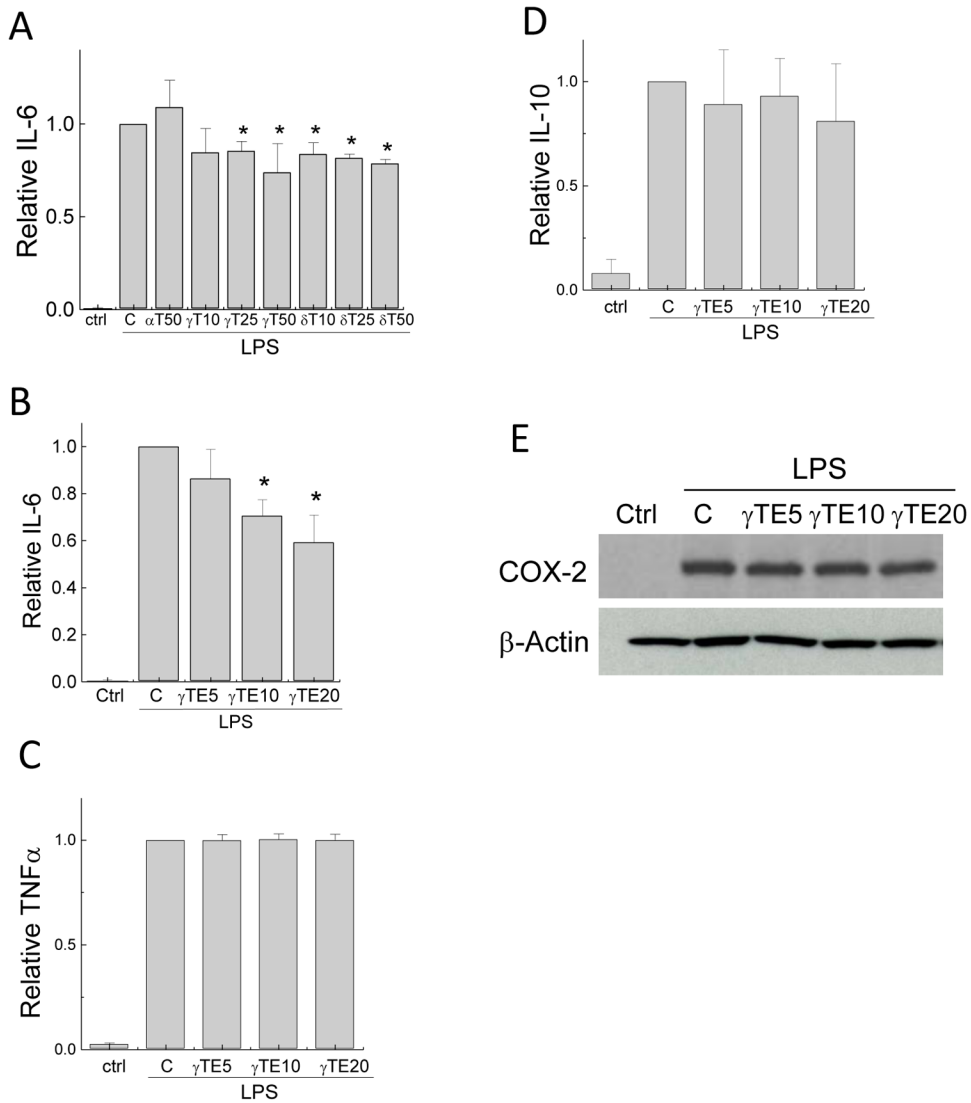 A
Relative IL-6
1.0
0.5
0.0
* * * * *
ctrl C αT50 γT10 γT25 γT50 δT10 δT25 δT50
LPS
B
Relative IL-6
1.0
0.8
0.6
0.4
0.2
0.0
* *
Ctrl C γTE5 γTE10 γTE20
LPS
C
Relative TNFα
1.0
0.5
0.0
ctrl C γTE5 γTE10 γTE20
LPS
D
Relative IL-10
1.0
0.5
0.0
ctrl C γTE5 γTE10 γTE20
LPS
E
LPS
Ctrl C γTE5 γTE10 γTE20
COX-2
β-Actin